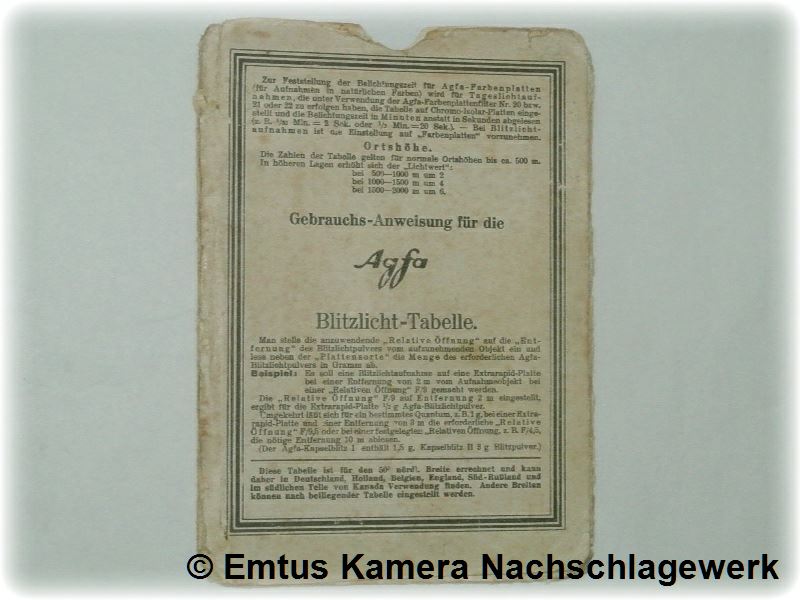 Zur Feststellung der Belichtungszeit für Agfa-Farbenplatten
(für Aufnahmen in natürlichen Farben) wird für Tageslichtauf-
nahmen, die unter Verwendung der Agfa-Farbenplattenfilter Nr. 20 bzw.
21 oder 22 zu erfolgen haben, die Tabelle auf Chromo-Isolar-Platten einge-
stellt und die Belichtungszeit in Minuten anstatt in Sekunden abgelesen
(z. B. Min. = 2 Sek. oder Min. = 20 Sek.). — Bei Blitzlicht-
aufnahmen ist die Einstellung auf „Farbenplatten" vorzunehmen.
Ortshöhe.
Die Zahlen der Tabelle gelten für normale Ortshöhen bis ca. 500 m.
In höheren Lagen erhöht sich der „Lichtwert":
bei 500—1000 m um 2
bei 1000—1500 m um 4
bei 1500—2000 m um 6.
Gebrauchs-Anweisung für die
Agfa
Blitzlicht-Tabelle.
Man stelle die anzuwendende „Relative Öffnung" auf die „Ent-
fernung" des Blitzlichtpulvers vom aufzunehmenden Objekt ein und
lese neben der „Plattensorte" die Menge des erforderlichen Agfa-
Blitzlichtpulvers in Gramm ab.
Beispiel: Es soll eine Blitzlichtaufnahme auf eine Extrarapid-Platte
bei einer Entfernung von 2 m vom Aufnahmeobjekt bei
einer „Relativen Öffnung" F/9 gemacht werden.
Die „Relative Öffnung" F/9 auf Entfernung 2 m eingestellt,
ergibt für die Extrarapid-Platte ½ g Agfa-Blitzlichtpulver.
Umgekehrt läßt sich für ein bestimmtes Quantum, z. B. 1 g, bei einer Extra-
rapid-Platte und einer Entfernung von 3 m die erforderliche „Relative
Öffnung" F/9,5 oder bei einer festgelegten „Relativen Öffnung, z. B. F/4,5,
die nötige Entfernung 10 m ablesen.
(Der Agfa-Kapselblitz I enthält 1,5 g, Kapselblitz II 3 g Blitzpulver.)
Diese Tabelle ist für den 50° nördl. Breite errechnet und kann
daher in Deutschland, Holland, Belgien, England, Süd-Rußland und
im südlichen Teile von Kanada Verwendung finden. Andere Breiten
können nach beiliegender Tabelle eingestellt werden.
© Emtus Kamera Nachschlagewerk